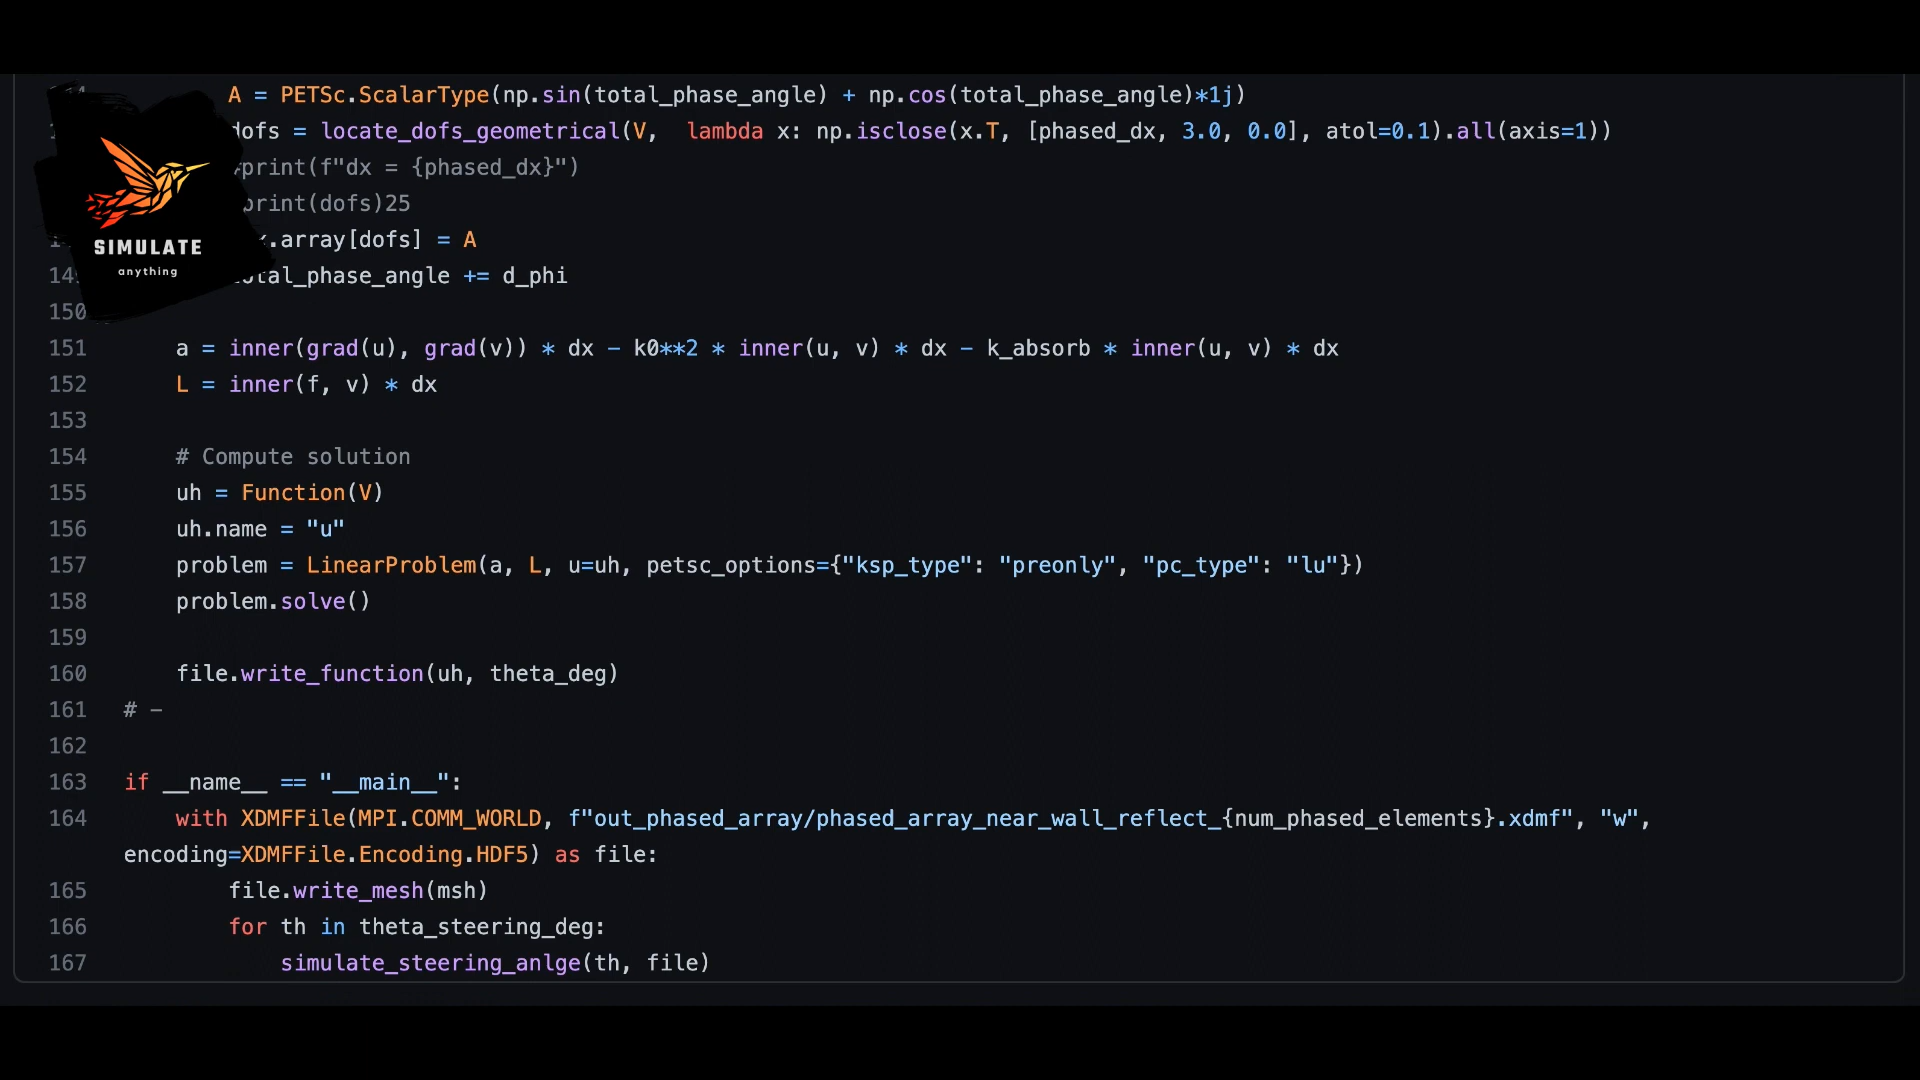 A = PETSc.ScalarType(np.sin(total_phase_angle) + np.cos(total_phase_angle)*1j)
dofs = locate_dofs_geometrical(V,  lambda x: np.isclose(x.T, [phased_dx, 3.0, 0.0], atol=0.1).all(axis=1))
print(f"dx = {phased_dx}")
print(dofs)25
.array[dofs] = A
total_phase_angle += d_phi
SIMULATE
anything
150
151 a = inner(grad(u), grad(v)) * dx - k0**2 * inner(u, v) * dx - k_absorb * inner(u, v) * dx
152 L = inner(f, v) * dx
153
154 # Compute solution
155 uh = Function(V)
156 uh.name = "u"
157 problem = LinearProblem(a, L, u=uh, petsc_options={"ksp_type": "preonly", "pc_type": "lu"})
158 problem.solve()
159
160 file.write_function(uh, theta_deg)
161 # -
162
163 if __name__ == "__main__":
164 with XDMFFile(MPI.COMM_WORLD, f"out_phased_array/phased_array_near_wall_reflect_{num_phased_elements}.xdmf", "w",
encoding=XDMFFile.Encoding.HDF5) as file:
165 file.write_mesh(msh)
166 for th in theta_steering_deg:
167 simulate_steering_anlge(th, file)